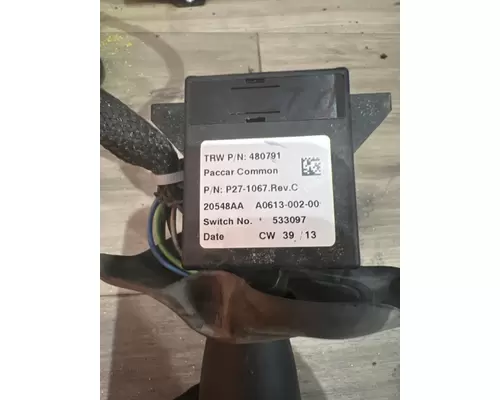 TRW P/N: 480791
Paccar Common
P/N: P27-1067.Rev.C
20548AA A0613-002-00
Switch No. ' 533097
Date CW 39 / 13